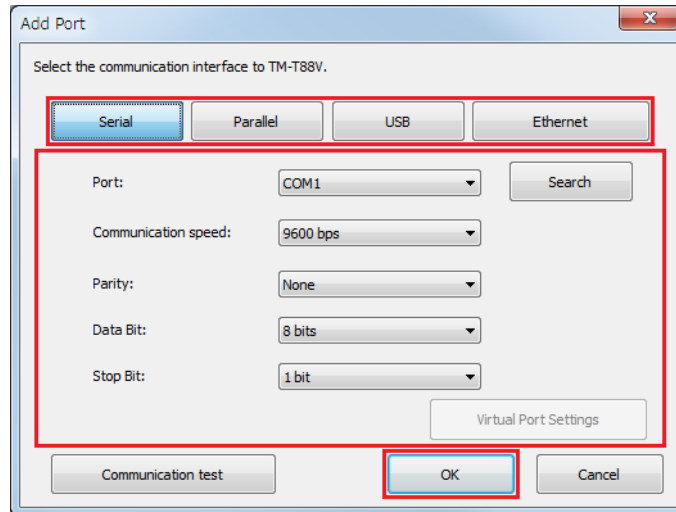 Add Port
Select the communication interface to TM-T88V.
Serial Parallel USB Ethernet
Port: COM1 Search
Communication speed: 9600 bps
Parity: None
Data Bit: 8 bits
Stop Bit: 1 bit
Virtual Port Settings
Communication test OK Cancel